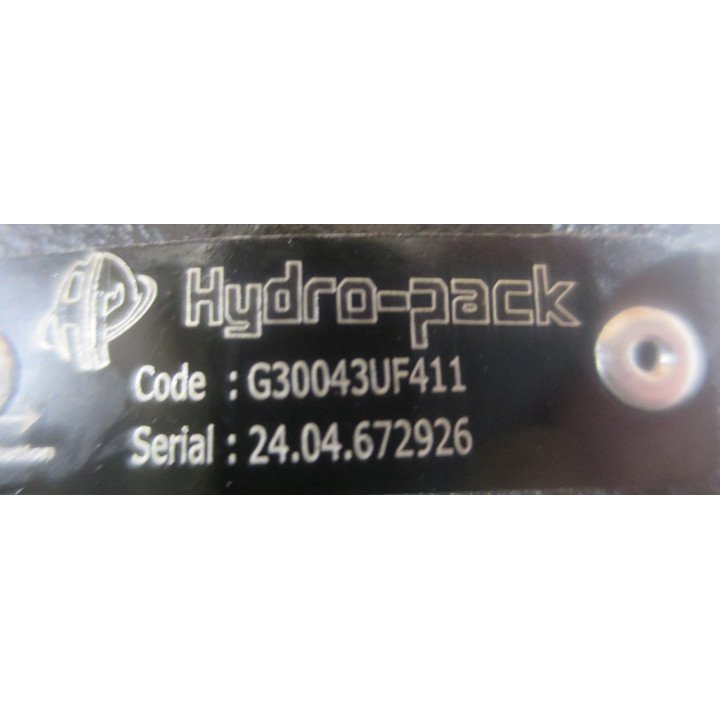 Hydro-pack
Code : G30043UF411
Serial : 24.04.672926